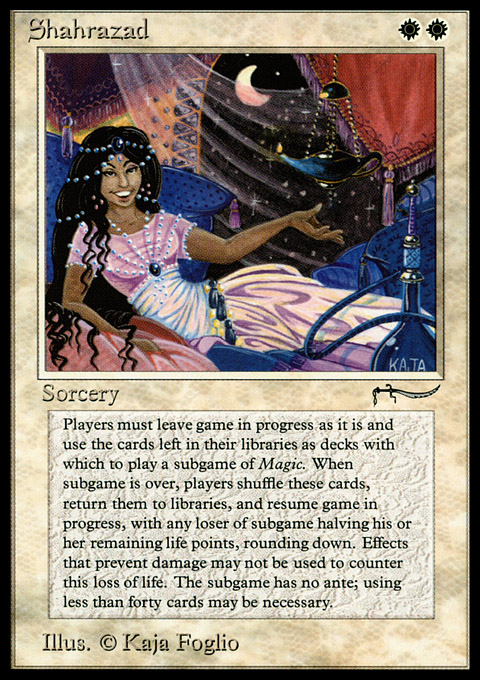 Shahrazad
KAJA
Sorcery
Players must leave game in progress as it is and
use the cards left in their libraries as decks with
which to play a subgame of Magic. When
subgame is over, players shuffle these cards,
return them to libraries, and resume game in
progress, with any loser of subgame halving his or
her remaining life points, rounding down. Effects
that prevent damage may not be used to counter
this loss of life. The subgame has no ante; using
less than forty cards may be necessary.
Illus. © Kaja Foglio